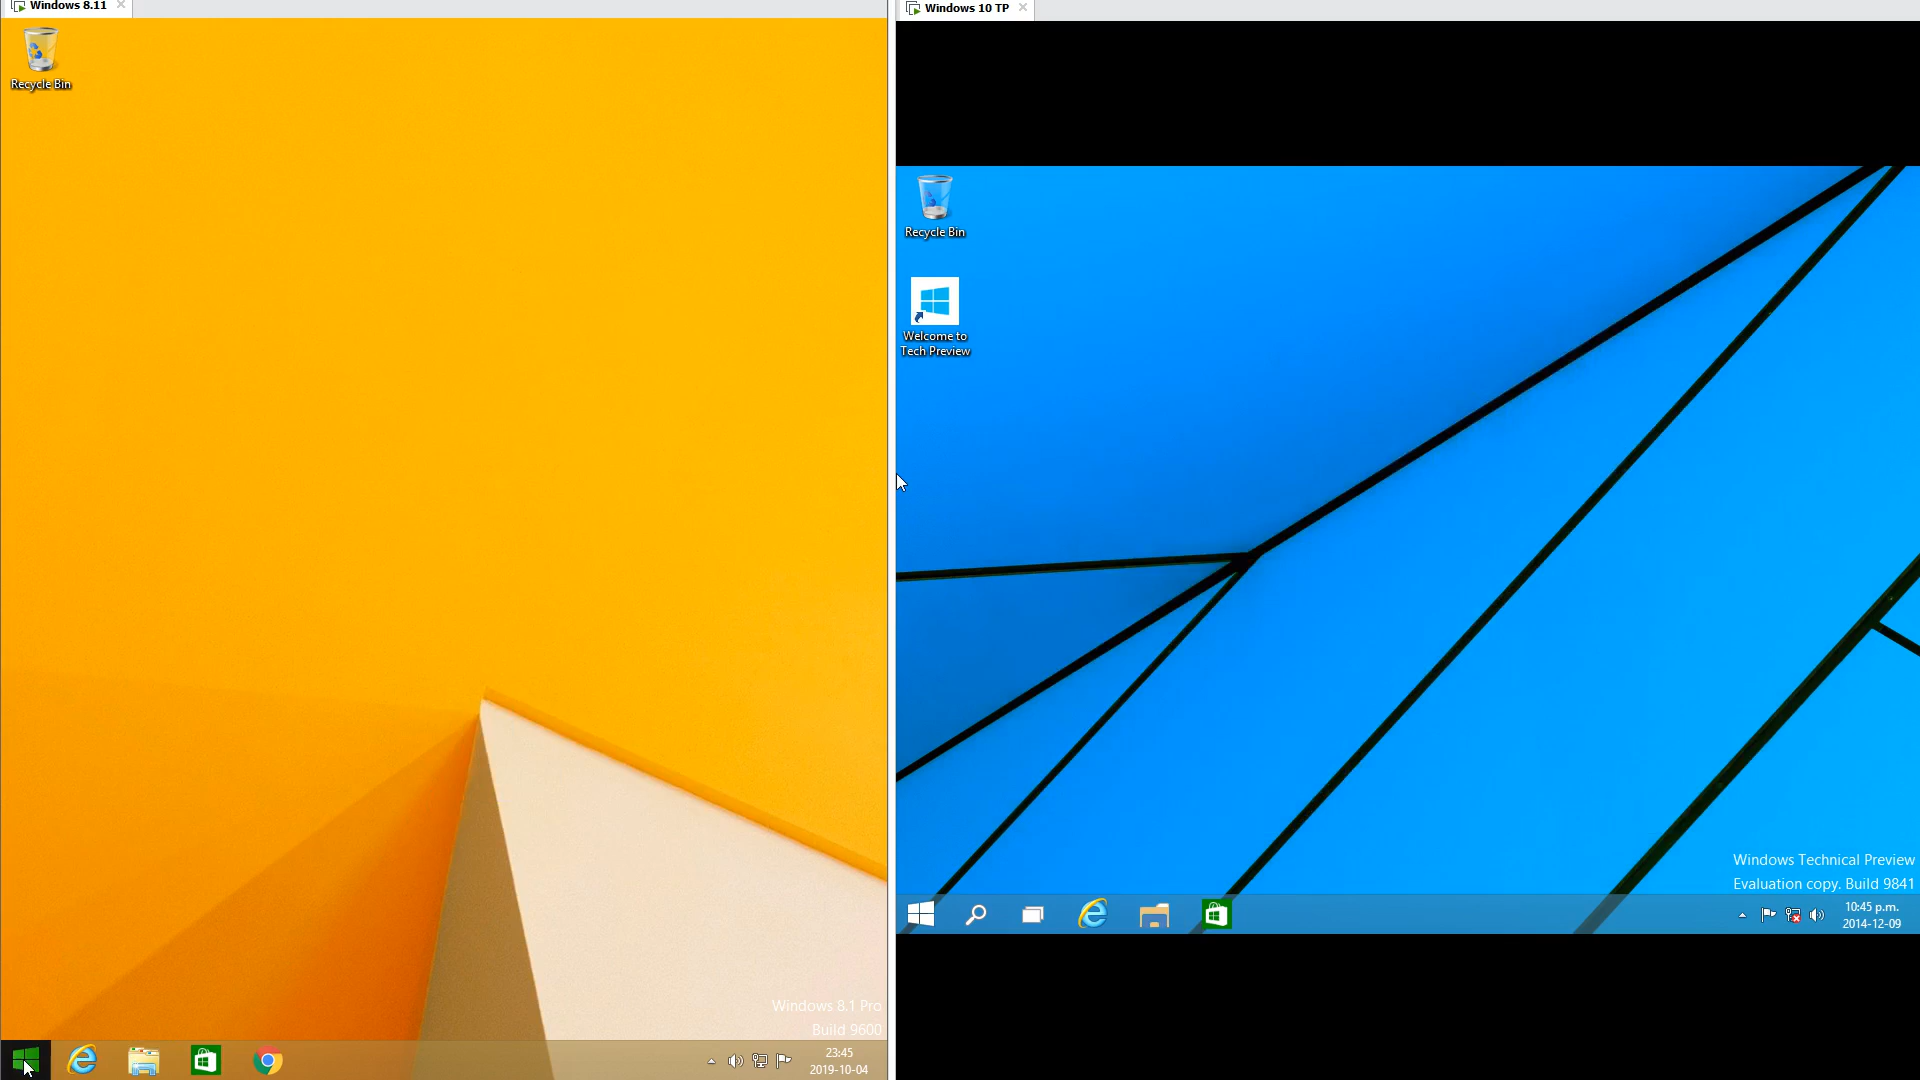 Windows 8.11
Recycle Bin
Windows 8.1 Pro
Build 9600
23:45
2019-10-04
Windows 10 TP
Recycle Bin
Welcome to
Tech Preview
Windows Technical Preview
Evaluation copy. Build 9841
10:45 p.m.
2014-12-09